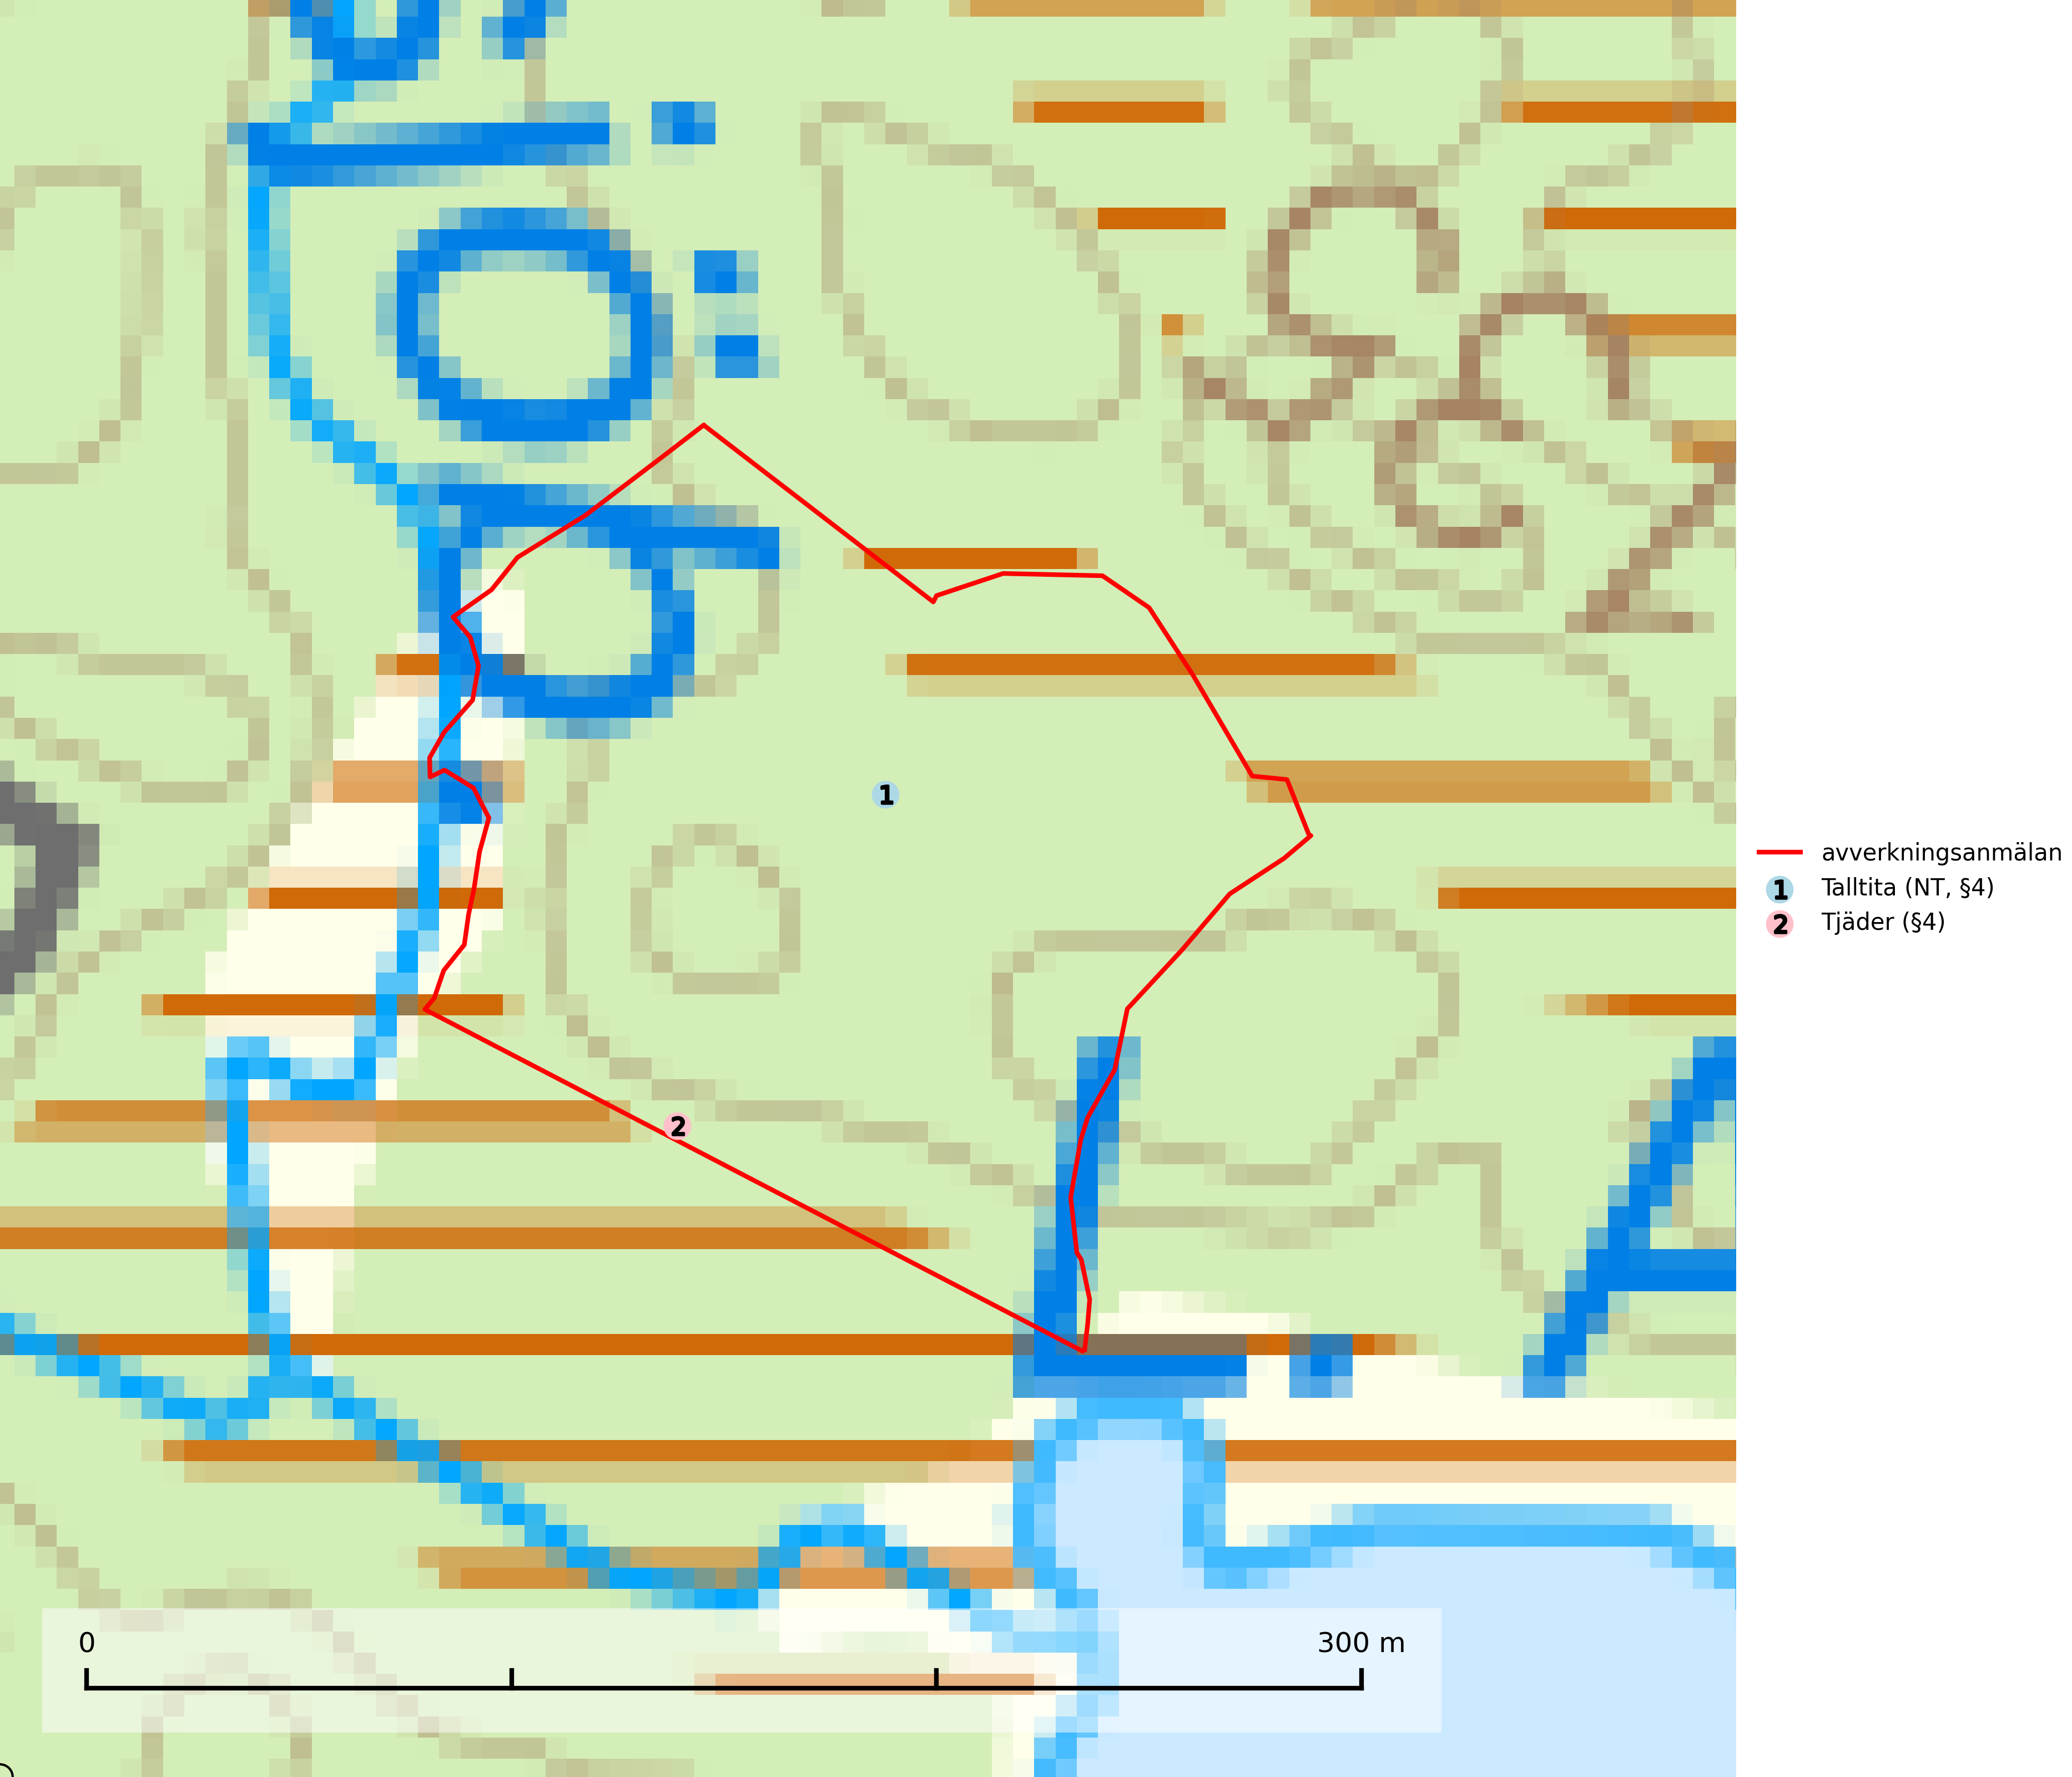 1
2
avverkningsanmälan
1 Talltita (NT, §4)
2 Tjäder (§4)
0 300 m